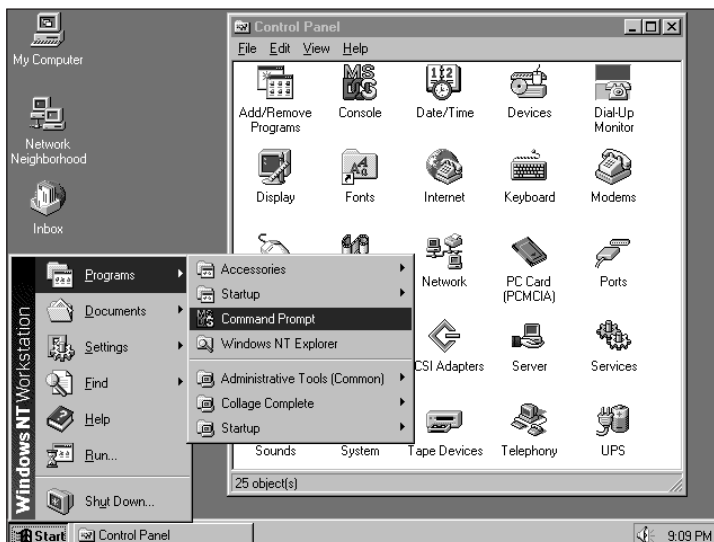 My Computer
Network
Neighborhood
Inbox
Control Panel
File Edit View Help
Add/Remove
Programs
Console
Date/Time
Devices
Dial-Up
Monitor
Display
Fonts
Internet
Keyboard
Modems
Network
PC Card
(PCMCIA)
Ports
CSI Adapters
Server
Services
Sounds
System
Tape Devices
Telephony
UPS
25 object(s)
Windows NT Workstation
Programs
Documents
Settings
Find
Help
Run...
Shut Down...
Accessories
Startup
Command Prompt
Windows NT Explorer
Administrative Tools (Common)
Collage Complete
Startup
Start
Control Panel
9:09 PM